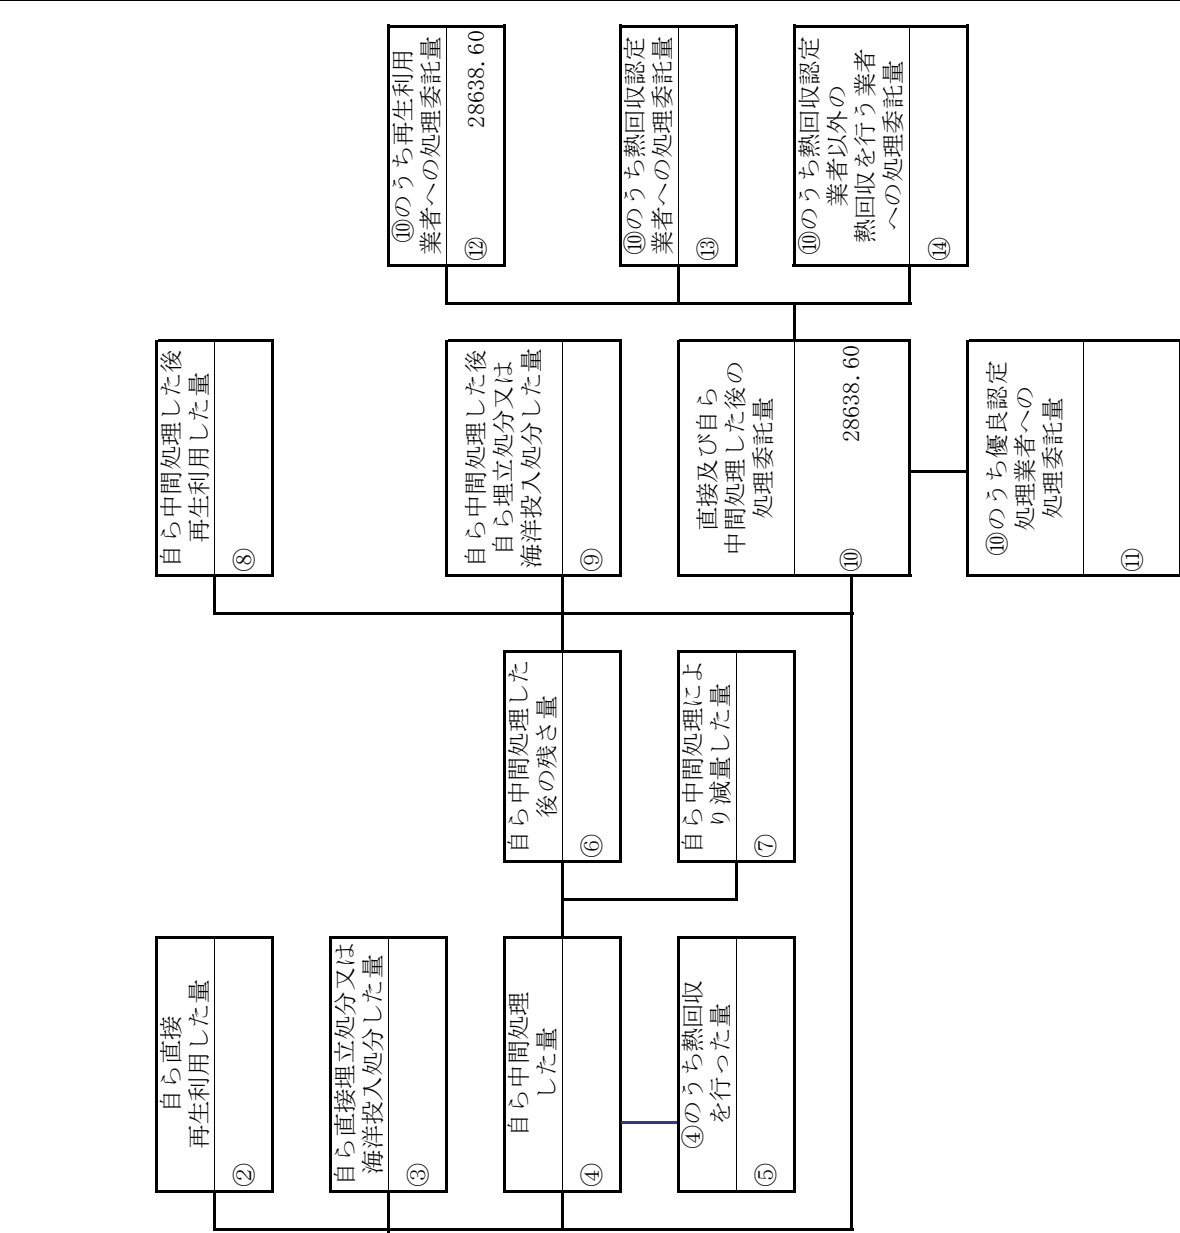 自ら直接
再生利用した量
②
自ら直接埋立処分又は
海洋投入処分した量
③
自ら中間処理
した量
④
④のうち熱回収
を行った量
⑤
自ら中間処理した
後の残さ量
⑥
自ら中間処理によ
り減量した量
⑦
自ら中間処理した後
再生利用した量
⑧
自ら中間処理した後
自ら埋立処分又は
海洋投入処分した量
⑨
直接及び自ら
中間処理した後の
処理委託量
⑩ 28638.60
⑩のうち優良認定
処理業者への
処理委託量
⑪
⑩のうち再生利用
業者への処理委託量
⑫ 28638.60
⑩のうち熱回収認定
業者への処理委託量
⑬
⑩のうち熱回収認定
業者以外の
熱回収を行う業者
への処理委託量
⑭